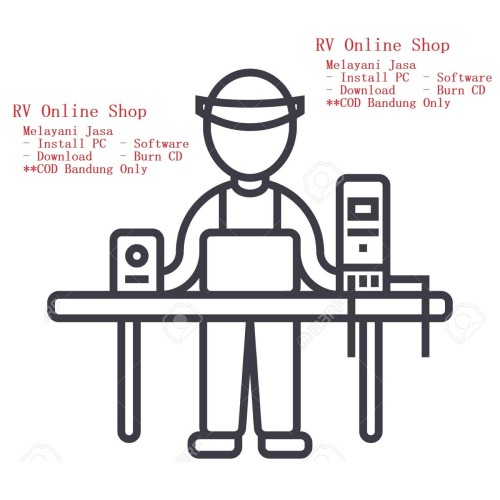 RV Online Shop
Melayani Jasa
- Install PC - Software
- Download - Burn CD
**COD Bandung Only
RV Online Shop
Melayani Jasa
- Install PC - Software
- Download - Burn CD
**COD Bandung Only